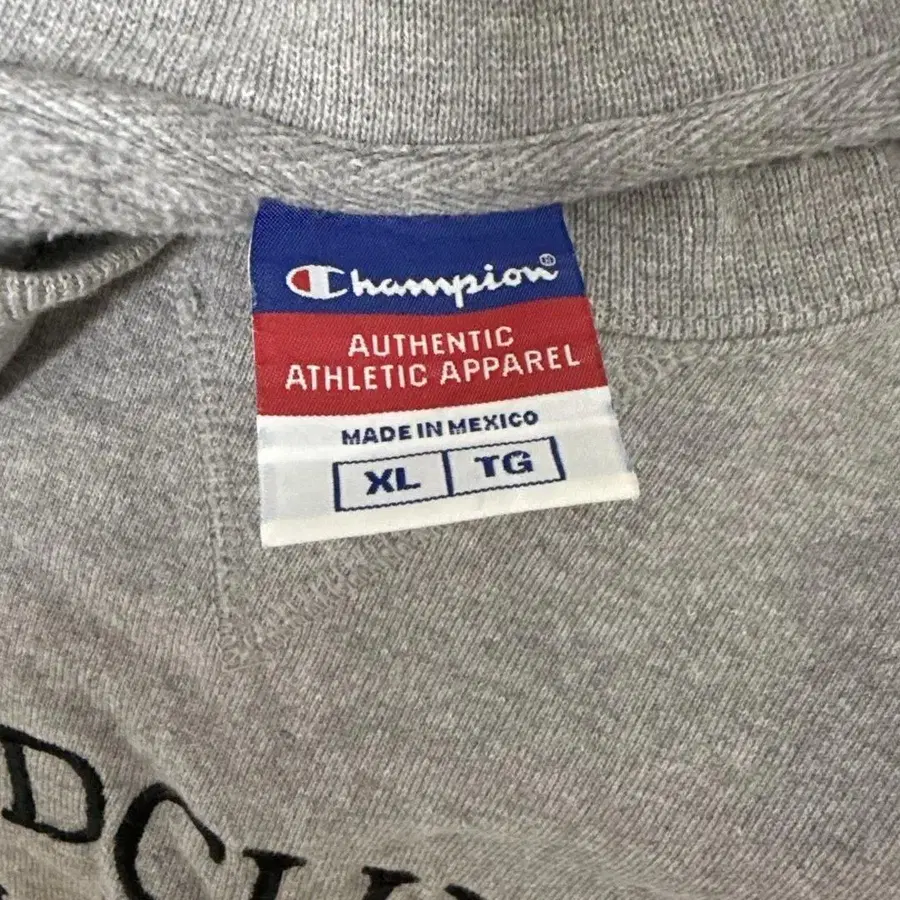 Champion®
AUTHENTIC
ATHLETIC APPAREL
MADE IN MEXICO
XL TG